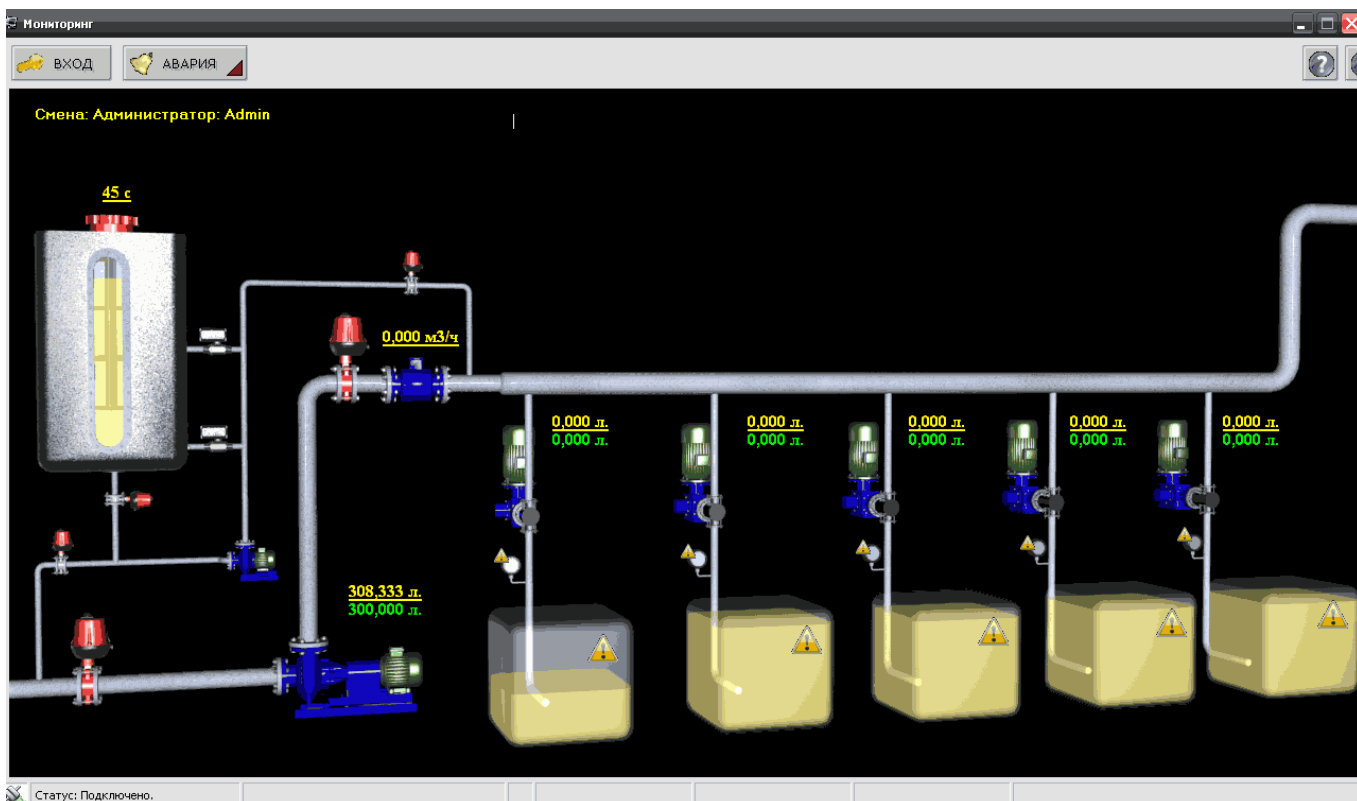 Мониторинг
ВХОД
АВАРИЯ
?
Смена: Администратор: Admin
45 с
0,000 м3/ч
0,000 л.
0,000 л.
0,000 л.
0,000 л.
0,000 л.
0,000 л.
0,000 л.
0,000 л.
0,000 л.
0,000 л.
308,333 л.
300,000 л.
Статус: Подключено.